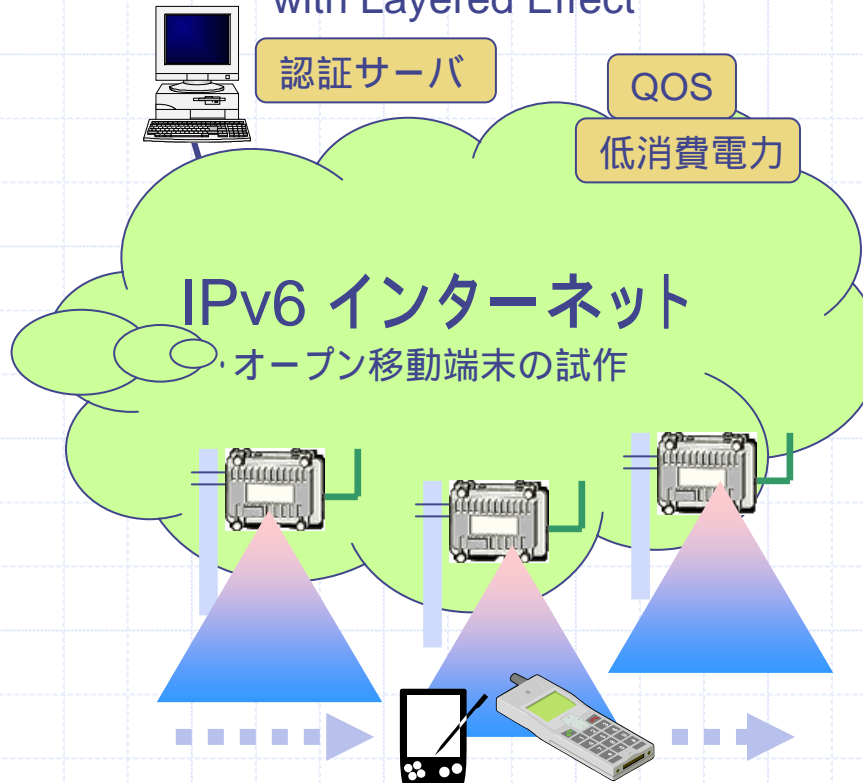 with Layered Effect
認証サーバ
QOS
低消費電力
IPv6 インターネット
・オープン移動端末の試作